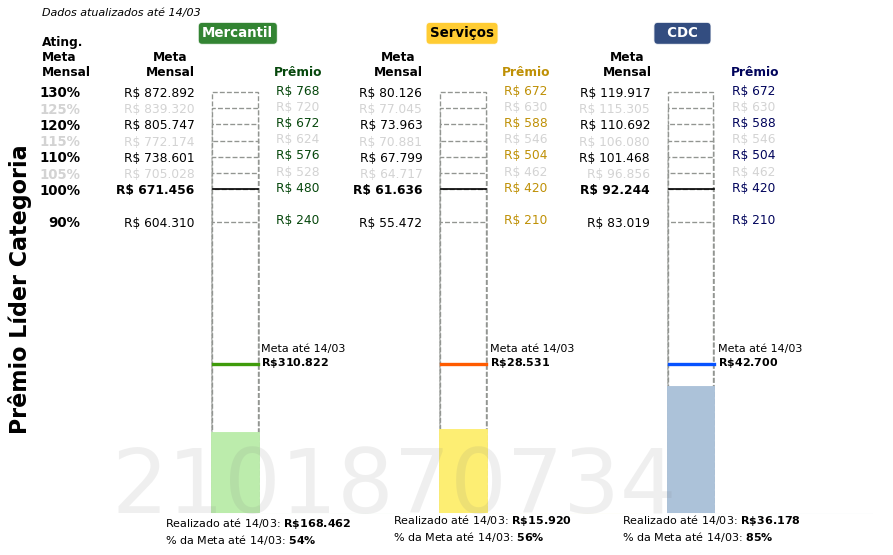 Dados atualizados até 14/03
Mercantil Serviços CDC
Ating.
Meta Meta Meta Meta
Mensal Mensal Prêmio Mensal Prêmio Mensal Prêmio
130% R$ 872.892 R$ 768 R$ 80.126 R$ 672 R$ 119.917 R$ 672
125% R$ 839.320 R$ 720 R$ 77.045 R$ 630 R$ 115.305 R$ 630
120% R$ 805.747 R$ 672 R$ 73.963 R$ 588 R$ 110.692 R$ 588
115% R$ 772.174 R$ 624 R$ 70.881 R$ 546 R$ 106.080 R$ 546
110% R$ 738.601 R$ 576 R$ 67.799 R$ 504 R$ 101.468 R$ 504
105% R$ 705.028 R$ 528 R$ 64.717 R$ 462 R$ 96.856 R$ 462
100% R$ 671.456 R$ 480 R$ 61.636 R$ 420 R$ 92.244 R$ 420
90% R$ 604.310 R$ 240 R$ 55.472 R$ 210 R$ 83.019 R$ 210
Prêmio Líder Categoria
Meta até 14/03 Meta até 14/03 Meta até 14/03
R$310.822 R$28.531 R$42.700
2101870734
Realizado até 14/03: R$168.462 Realizado até 14/03: R$15.920 Realizado até 14/03: R$36.178
% da Meta até 14/03: 54% % da Meta até 14/03: 56% % da Meta até 14/03: 85%